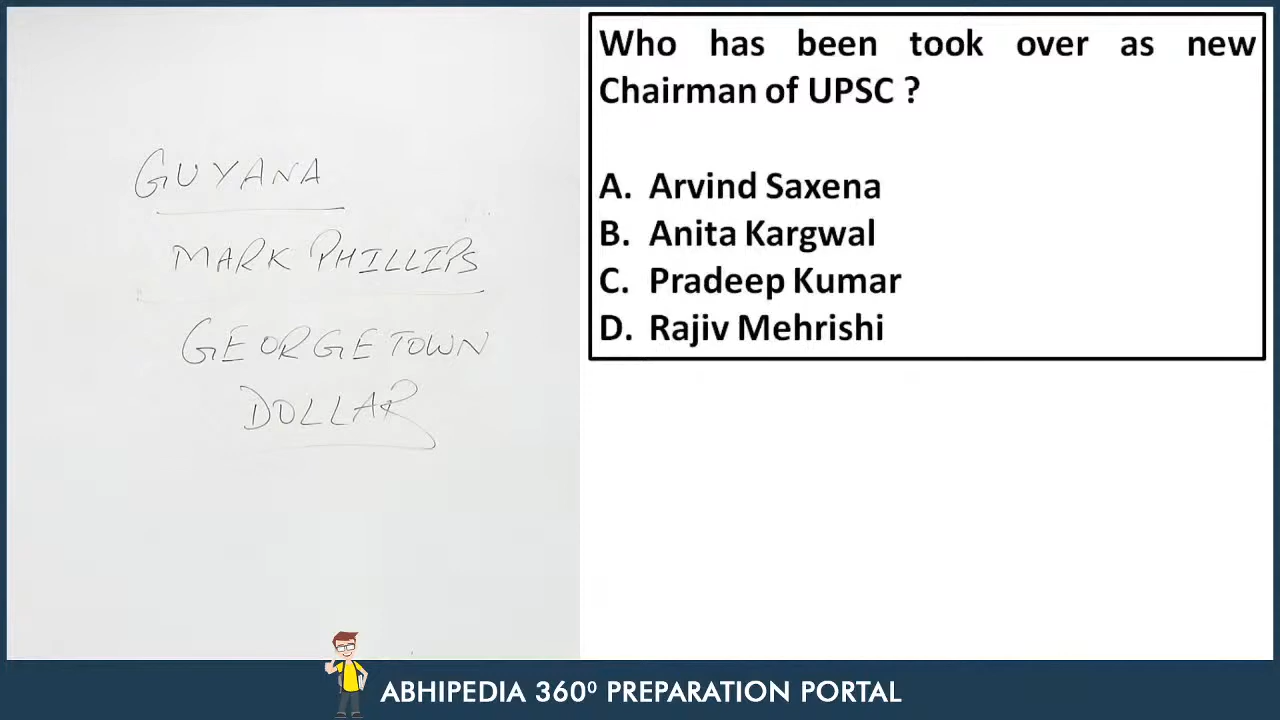 GUYANA
MARK PHILLIPS
GEORGETOWN
DOLLAR
Who has been took over as new
Chairman of UPSC ?
A. Arvind Saxena
B. Anita Kargwal
C. Pradeep Kumar
D. Rajiv Mehrishi
ABHIPEDIA 360⁰ PREPARATION PORTAL